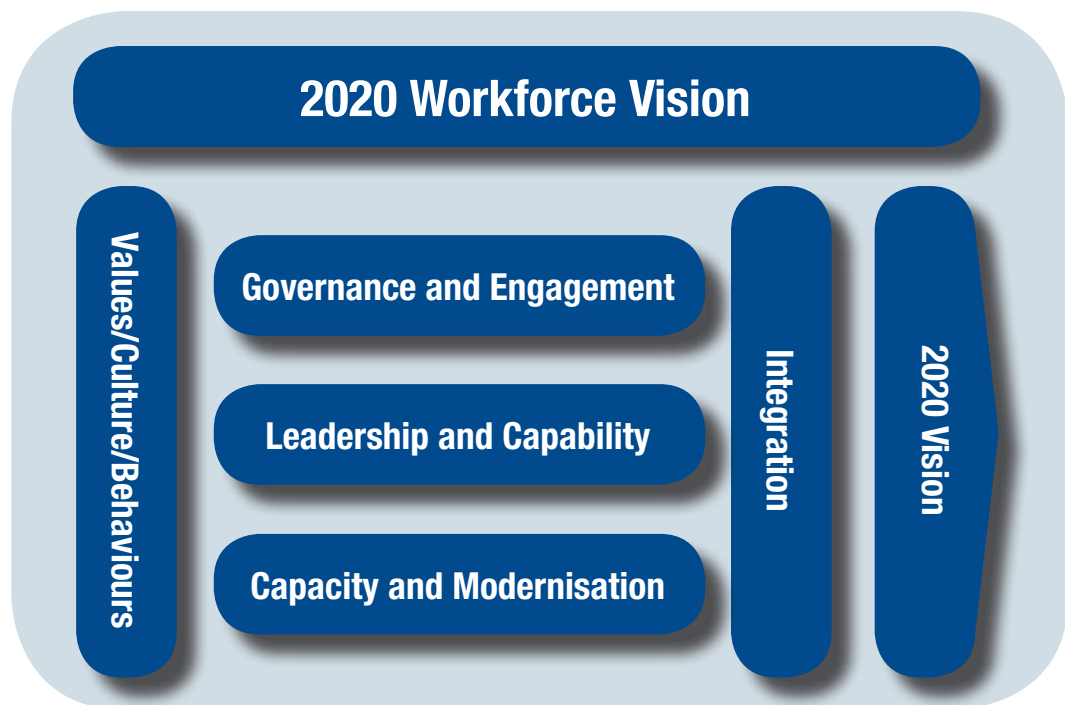 2020 Workforce Vision
Values/Culture/Behaviours
Governance and Engagement
Leadership and Capability
Capacity and Modernisation
Integration
2020 Vision